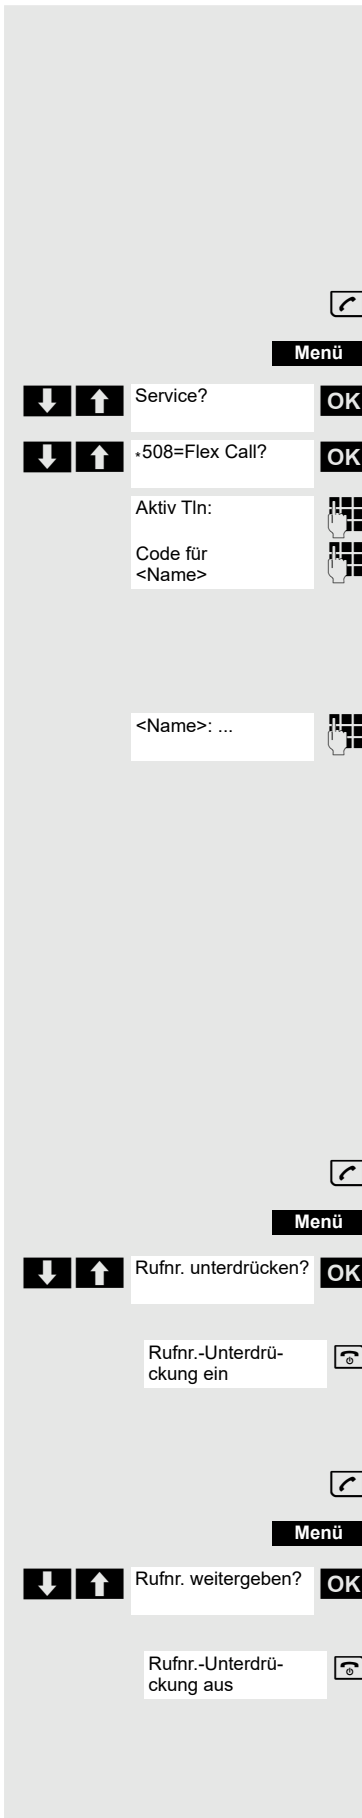 Menü
Service? OK
*508=Flex Call? OK
Aktiv Tln:
Code für
<Name>
<Name>: ...
Menü
Rufnr. unterdrücken? OK
Rufnr.-Unterdrü-
ckung ein
Menü
Rufnr. weitergeben? OK
Rufnr.-Unterdrü-
ckung aus